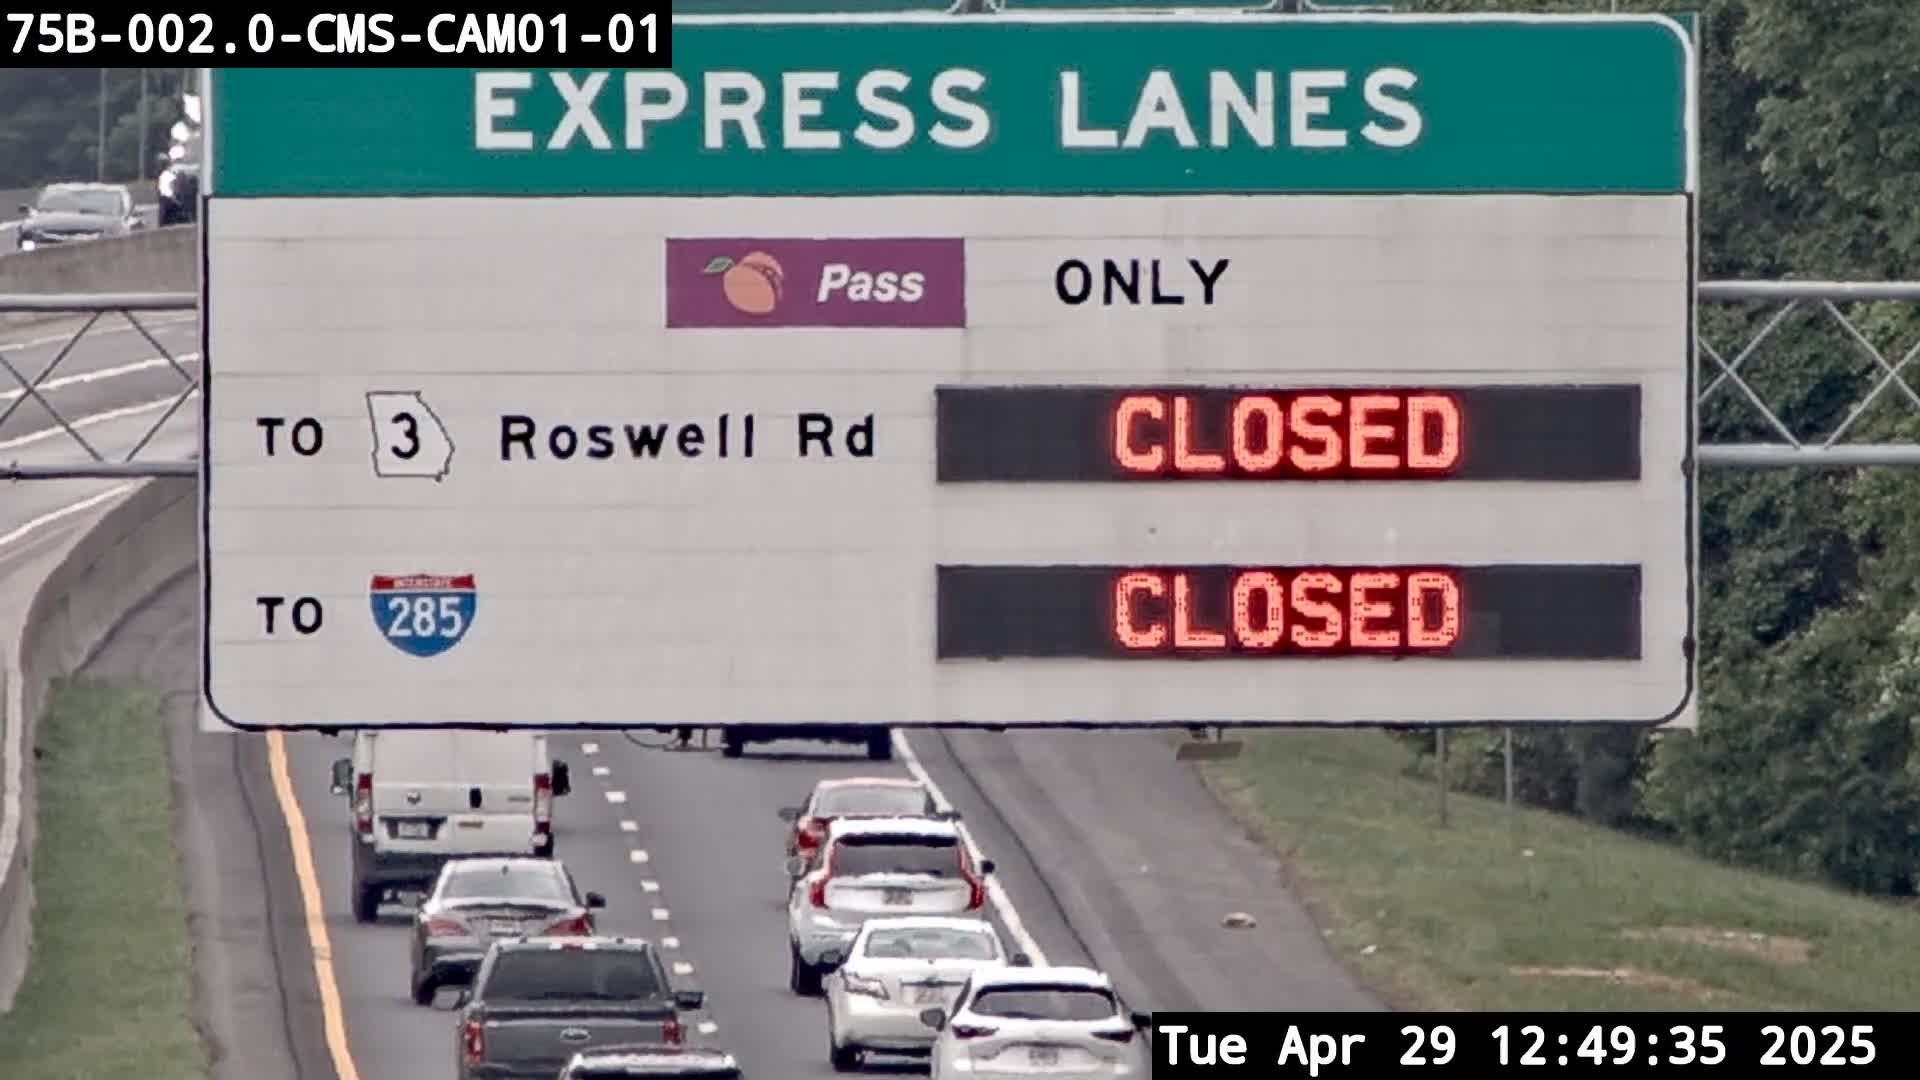 75B-002.0-CMS-CAM01-01
EXPRESS LANES
Pass ONLY
TO 3 Roswell Rd CLOSED
INTERSTATE
TO 285 CLOSED
Tue Apr 29 12:49:35 2025